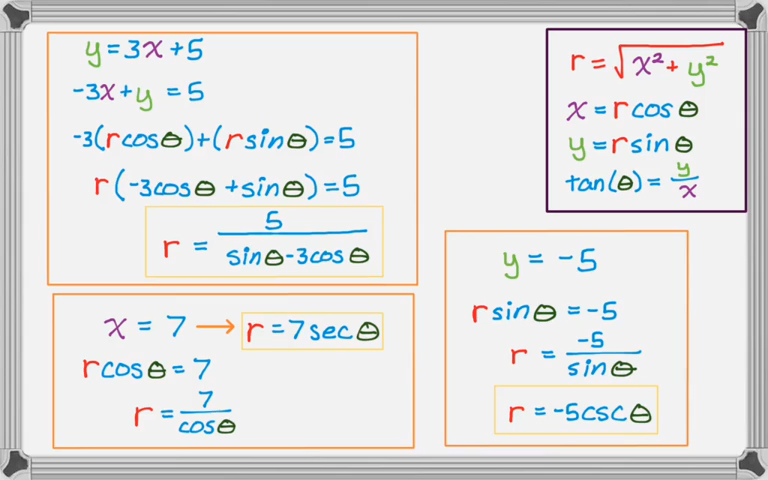 y = 3x + 5
-3x + y = 5
-3(rcosθ) + (rsinθ) = 5
r(-3cosθ + sinθ) = 5
r = 5 / (sinθ - 3cosθ)
r = √(x² + y²)
x = rcosθ
y = rsinθ
tan(θ) = y/x
x = 7 → r = 7secθ
rcosθ = 7
r = 7/cosθ
y = -5
rsinθ = -5
r = -5/sinθ
r = -5cscθ